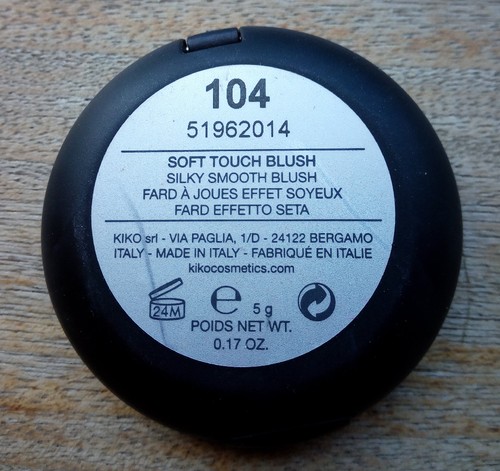 104
51962014
SOFT TOUCH BLUSH
SILKY SMOOTH BLUSH
FARD À JOUES EFFET SOYEUX
FARD EFFETTO SETA
KIKO srl - VIA PAGLIA, 1/D - 24122 BERGAMO
ITALY - MADE IN ITALY - FABRIQUÉ EN ITALIE
kikocosmetics.com
24M ℮ 5 g
POIDS NET WT.
0.17 OZ.